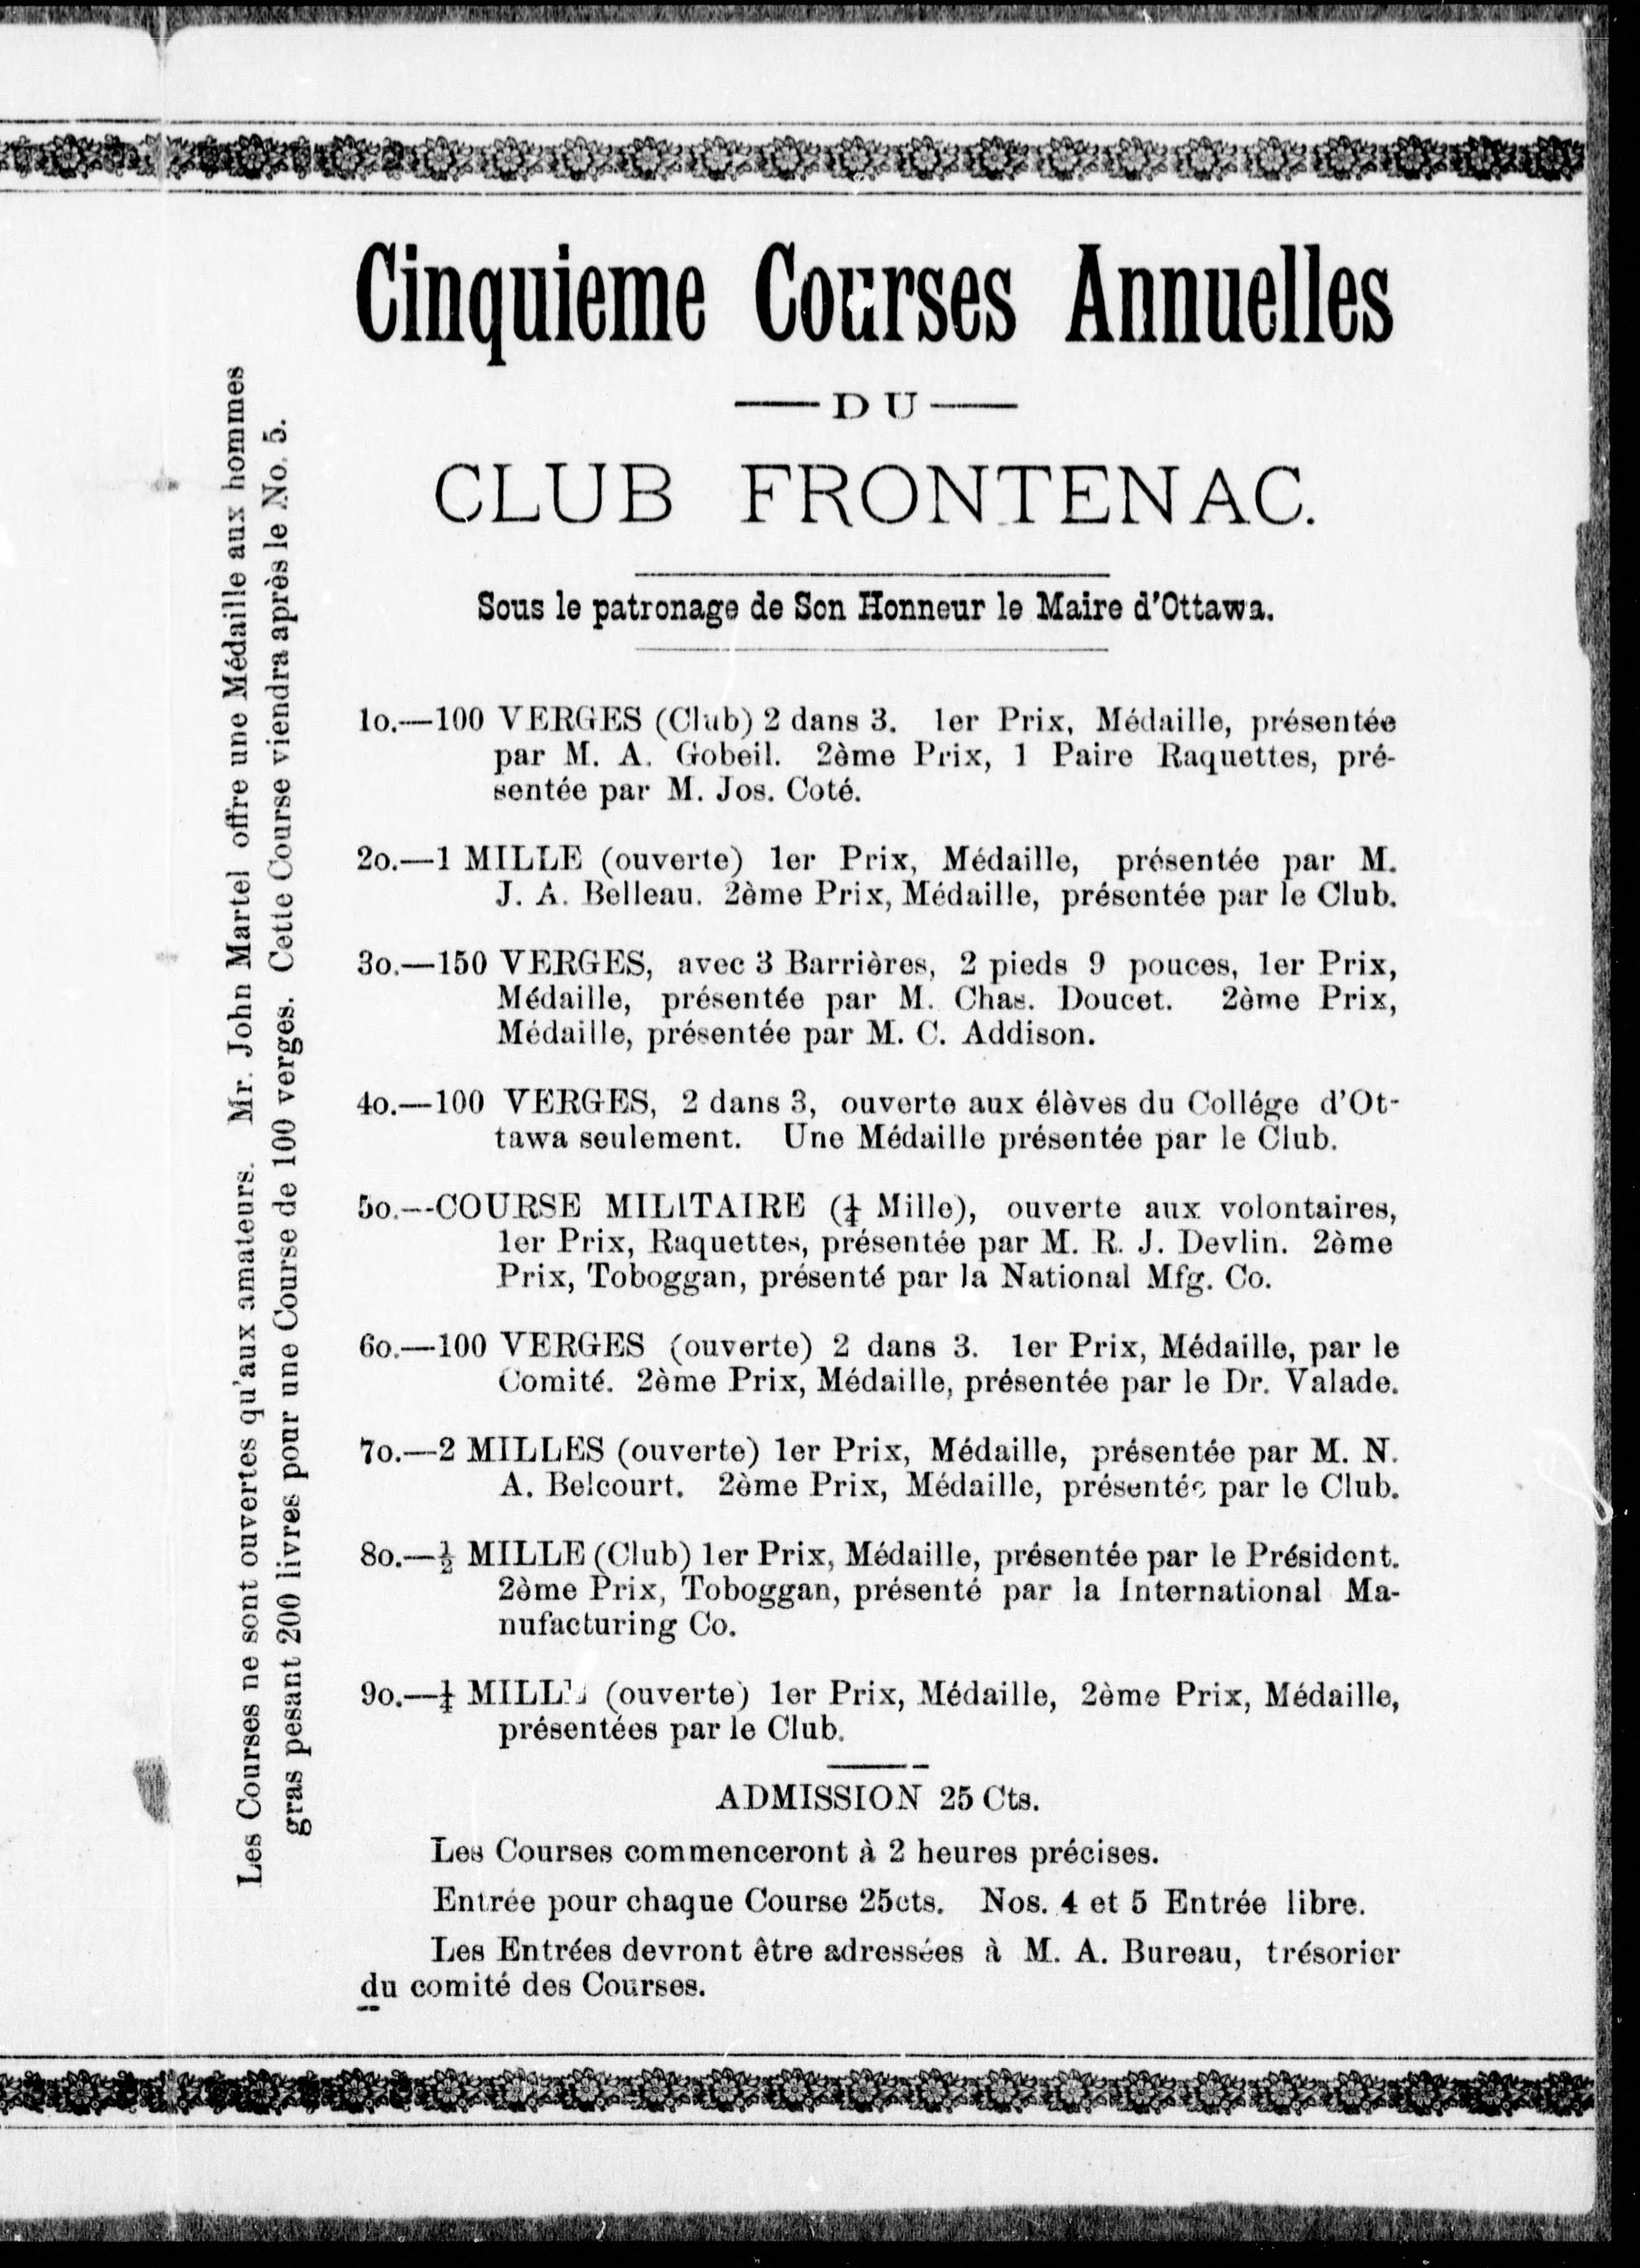 Cinquieme Courses Annuelles
—DU—
CLUB FRONTENAC.
Sous le patronage de Son Honneur le Maire d'Ottawa.
1o.—100 VERGES (Club) 2 dans 3. 1er Prix, Médaille, présentée
par M. A. Gobeil. 2ème Prix, 1 Paire Raquettes, pré-
sentée par M. Jos. Coté.
2o.—1 MILLE (ouverte) 1er Prix, Médaille, présentée par M.
J. A. Belleau. 2ème Prix, Médaille, présentée par le Club.
3o.—150 VERGES, avec 3 Barrières, 2 pieds 9 pouces, 1er Prix,
Médaille, présentée par M. Chas. Doucet. 2ème Prix,
Médaille, présentée par M. C. Addison.
4o.—100 VERGES, 2 dans 3, ouverte aux élèves du Collége d'Ot-
tawa seulement. Une Médaille présentée par le Club.
5o.--COURSE MILITAIRE (¼ Mille), ouverte aux volontaires,
1er Prix, Raquettes, présentée par M. R. J. Devlin. 2ème
Prix, Toboggan, présenté par la National Mfg. Co.
6o.—100 VERGES (ouverte) 2 dans 3. 1er Prix, Médaille, par le
Comité. 2ème Prix, Médaille, présentée par le Dr. Valade.
7o.—2 MILLES (ouverte) 1er Prix, Médaille, présentée par M. N.
A. Belcourt. 2ème Prix, Médaille, présentée par le Club.
8o.—½ MILLE (Club) 1er Prix, Médaille, présentée par le Président.
2ème Prix, Toboggan, présenté par la International Ma-
nufacturing Co.
9o.—¼ MILLE (ouverte) 1er Prix, Médaille, 2ème Prix, Médaille,
présentées par le Club.
ADMISSION 25 Cts.
Les Courses commenceront à 2 heures précises.
Entrée pour chaque Course 25cts. Nos. 4 et 5 Entrée libre.
Les Entrées devront être adressées à M. A. Bureau, trésorier
du comité des Courses.
Les Courses ne sont ouvertes qu'aux amateurs. Mr. John Martel offre une Médaille aux hommes
gras pesant 200 livres pour une Course de 100 verges. Cette Course viendra après le No. 5.